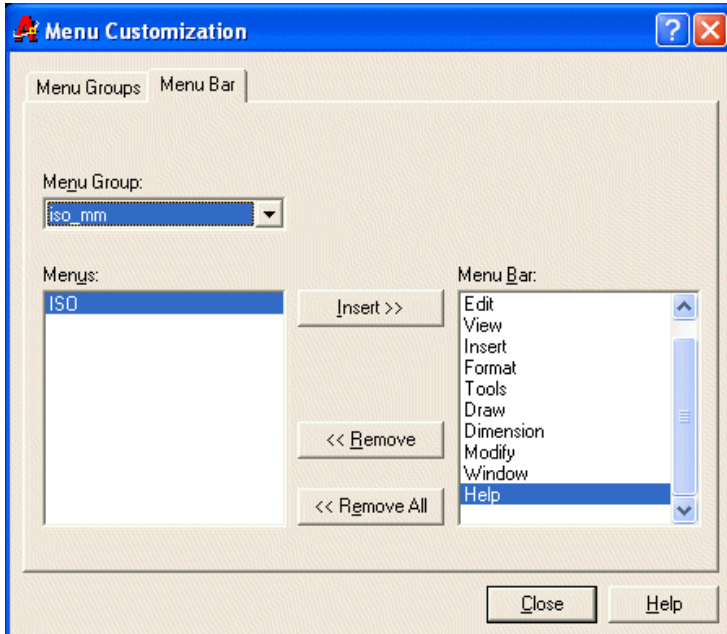 Menu Customization
Menu Groups Menu Bar
Menu Group:
iso_mm
Menus:
ISO
Insert >>
<< Remove
<< Remove All
Menu Bar:
Edit
View
Insert
Format
Tools
Draw
Dimension
Modify
Window
Help
Close Help